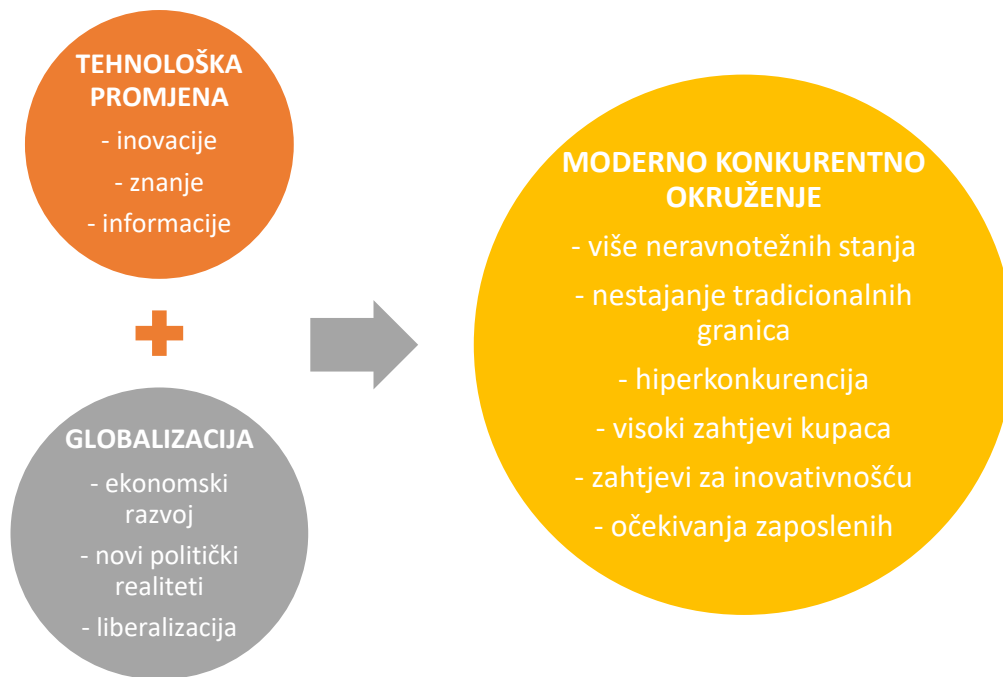 TEHNOLOŠKA
PROMJENA
- inovacije
- znanje
- informacije
GLOBALIZACIJA
- ekonomski
razvoj
- novi politički
realiteti
- liberalizacija
MODERNO KONKURENTNO
OKRUŽENJE
- više neravnotežnih stanja
- nestajanje tradicionalnih
granica
- hiperkonkurencija
- visoki zahtjevi kupaca
- zahtjevi za inovativnošću
- očekivanja zaposlenih